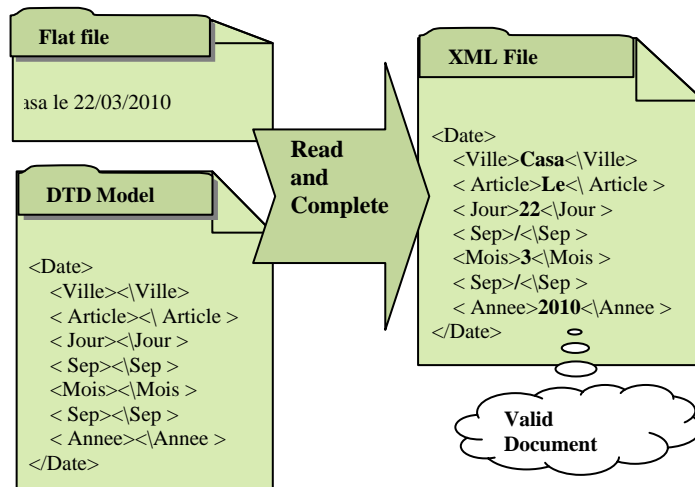 Flat file
asa le 22/03/2010
DTD Model
<Date>
<Ville><\Ville>
< Article><\ Article >
< Jour><\Jour >
< Sep><\Sep >
<Mois><\Mois >
< Sep><\Sep >
< Annee><\Annee >
</Date>
Read
and
Complete
XML File
<Date>
<Ville>Casa<\Ville>
< Article>Le<\ Article >
< Jour>22<\Jour >
< Sep>/<\Sep >
<Mois>3<\Mois >
< Sep>/<\Sep >
< Annee>2010<\Annee >
</Date>
Valid
Document